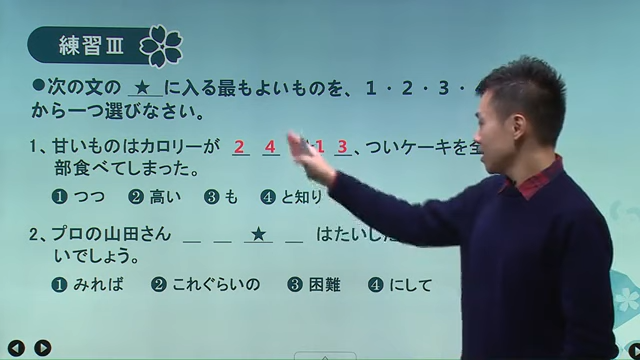 練習Ⅲ
●次の文の ★ に入る最もよいものを、1・2・3・
から一つ選びなさい。
1、甘いものはカロリーが 2 4 1 3 、ついケーキを全
部食べてしまった。
❶ つつ ❷ 高い ❸ も ❹ と知り
2、プロの山田さん ＿ ＿ ★ ＿ はたいした
いでしょう。
❶ みれば ❷ これぐらいの ❸ 困難 ❹ にして